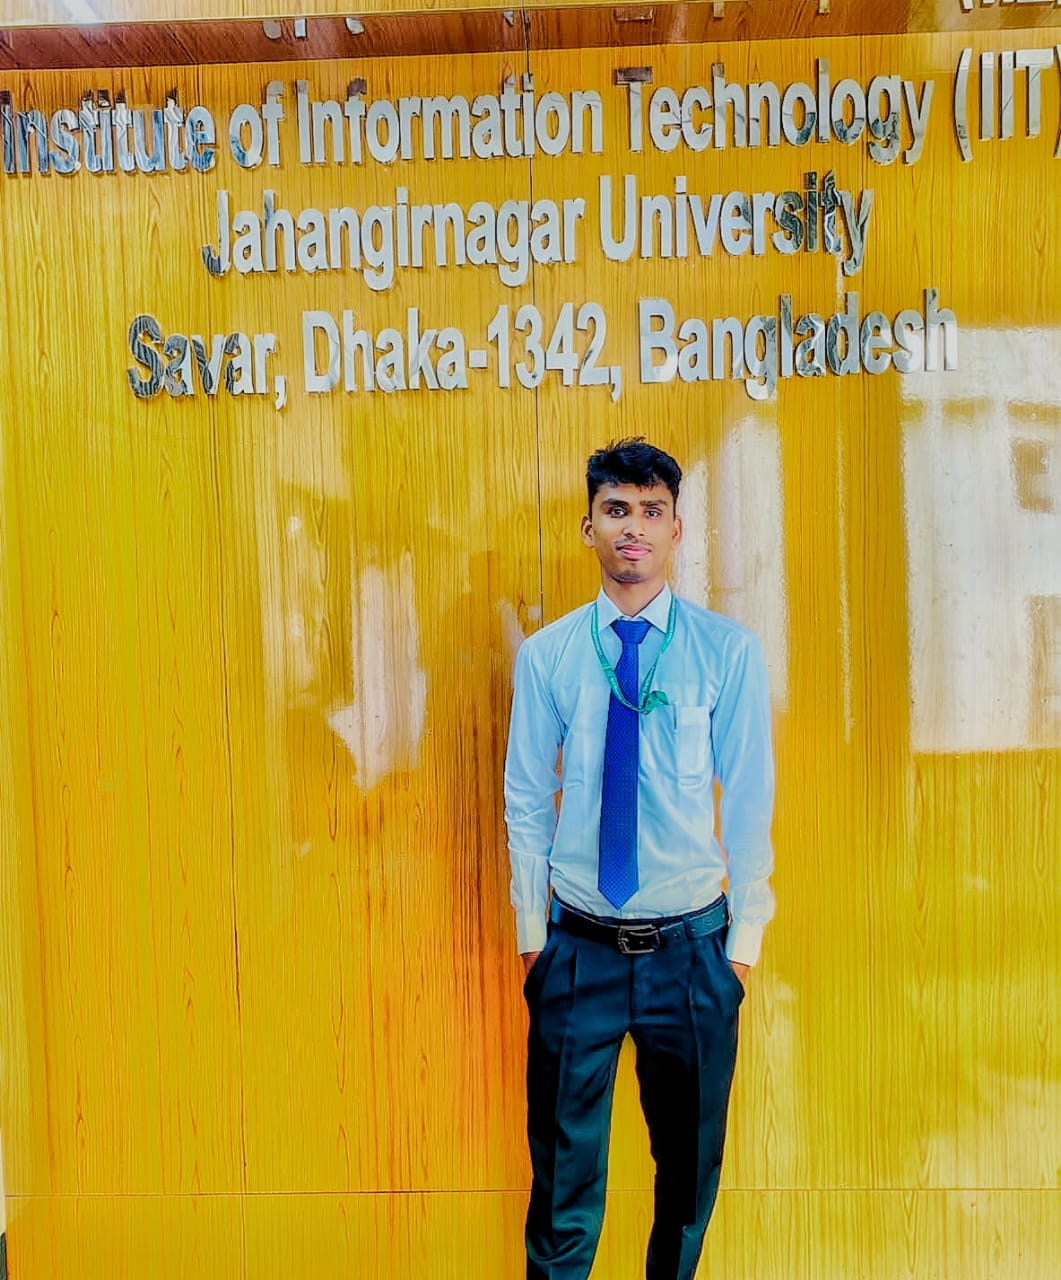 Institute of Information Technology (IIT)
Jahangirnagar University
Savar, Dhaka-1342, Bangladesh